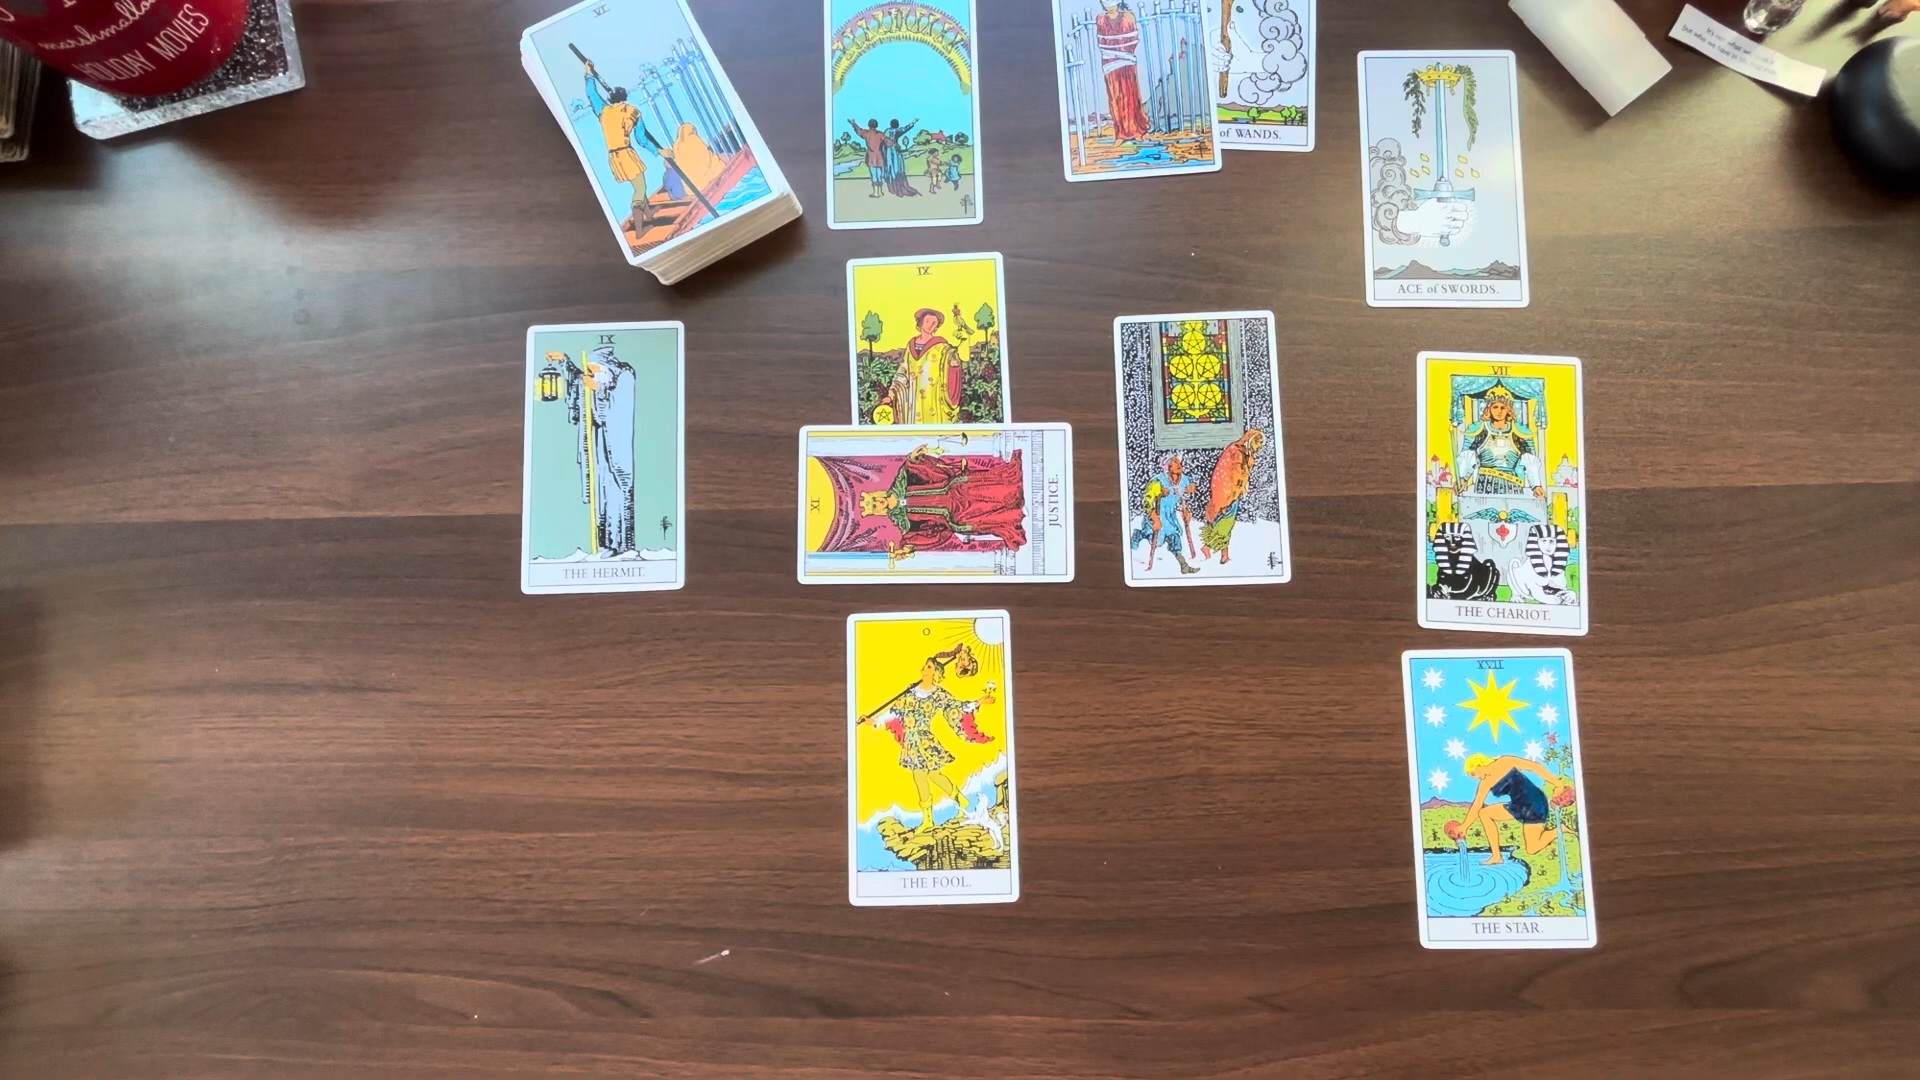 marshmallo
HOLIDAY MOVIES
VI
of WANDS.
ACE of SWORDS.
IX
THE HERMIT.
IX
XI
JUSTICE.
VII
THE CHARIOT.
0
THE FOOL.
XVII
THE STAR.